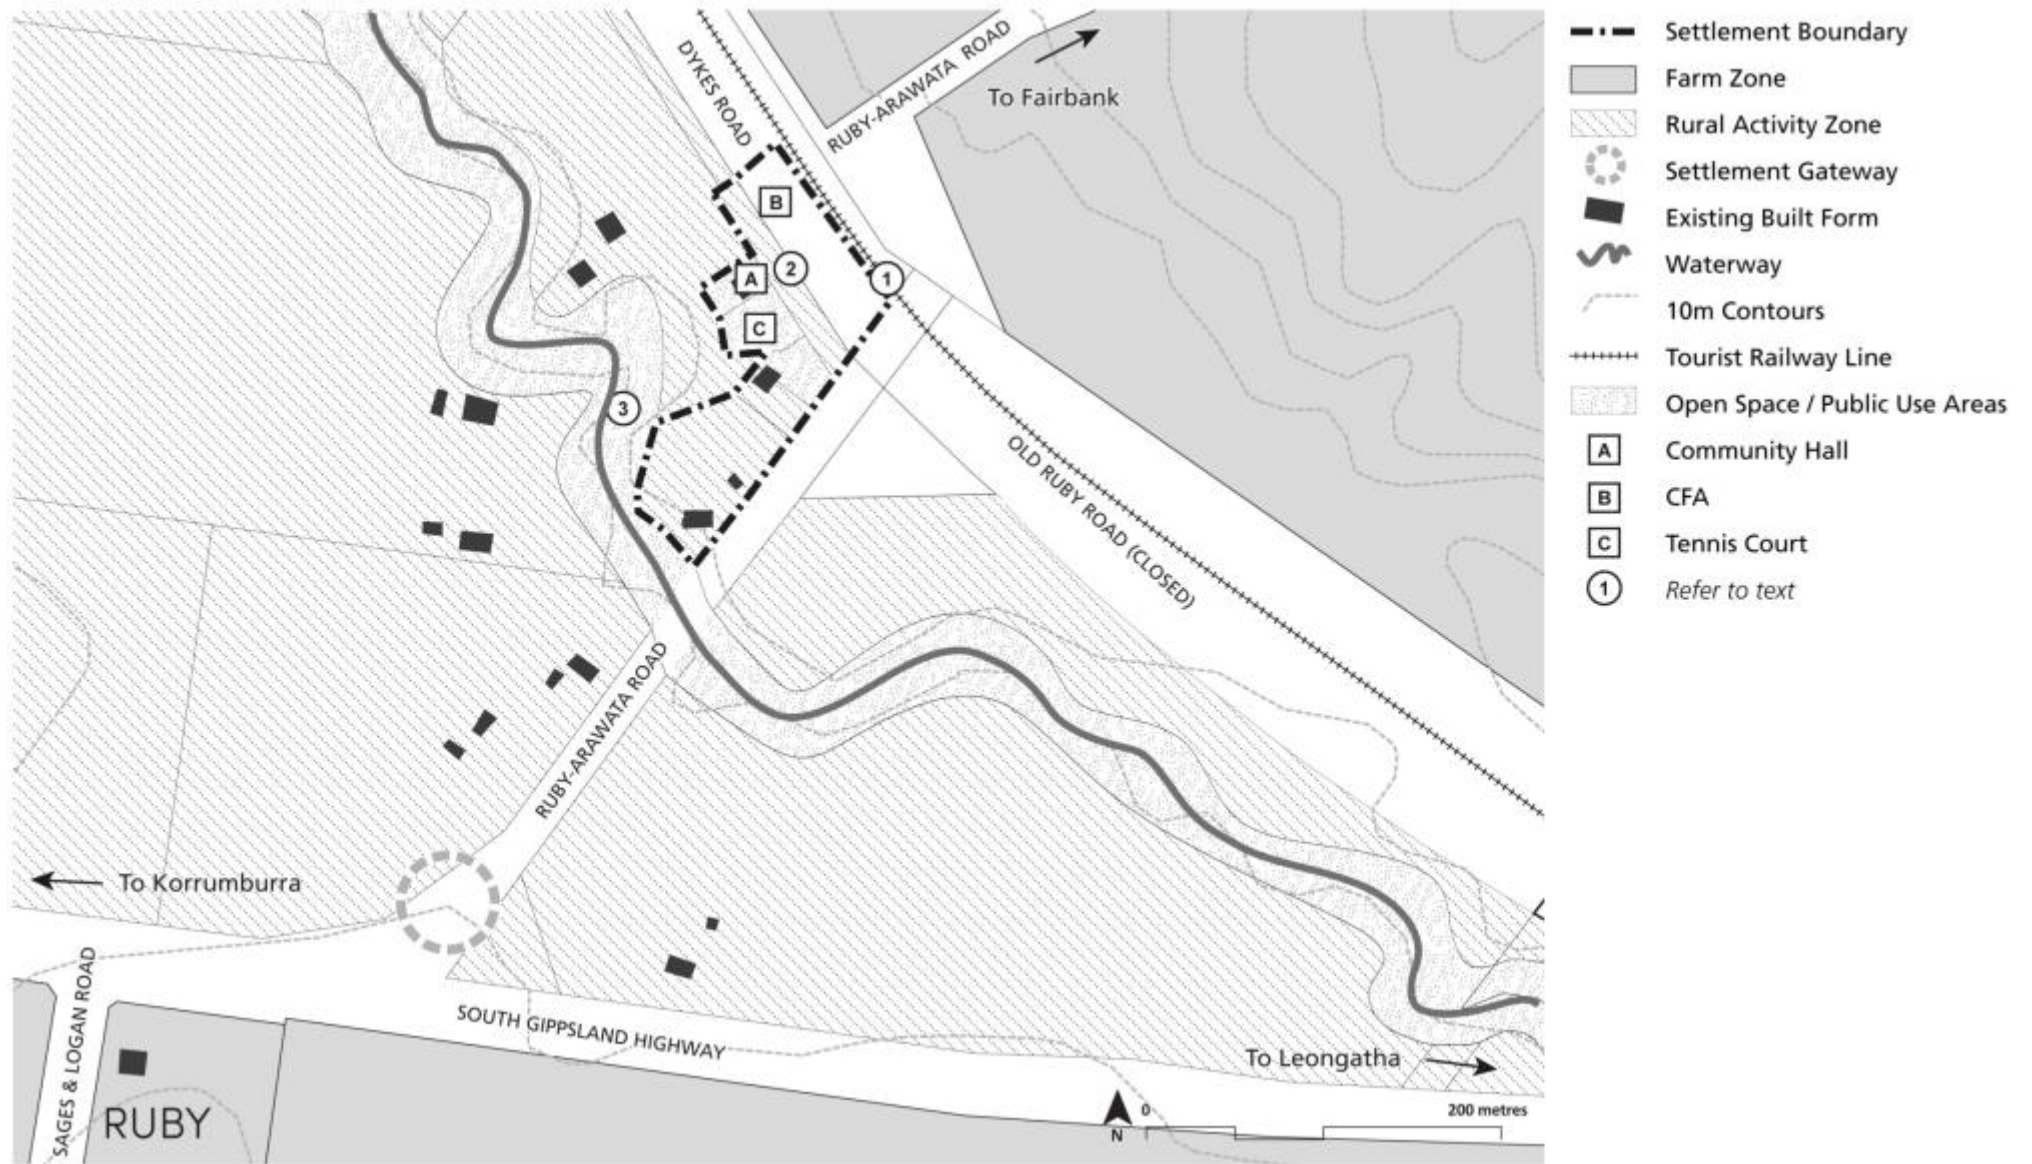 DYKES ROAD
RUBY-ARAWATA ROAD
To Fairbank
RUBY-ARAWATA ROAD
B
A
2
1
C
3
OLD RUBY ROAD (CLOSED)
RUBY-ARAWATA ROAD
To Korrumburra
SAGES & LOGAN ROAD
SOUTH GIPPSLAND HIGHWAY
To Leongatha
RUBY
N
0
200 metres
Settlement Boundary
Farm Zone
Rural Activity Zone
Settlement Gateway
Existing Built Form
Waterway
10m Contours
Tourist Railway Line
Open Space / Public Use Areas
A Community Hall
B CFA
C Tennis Court
1 Refer to text